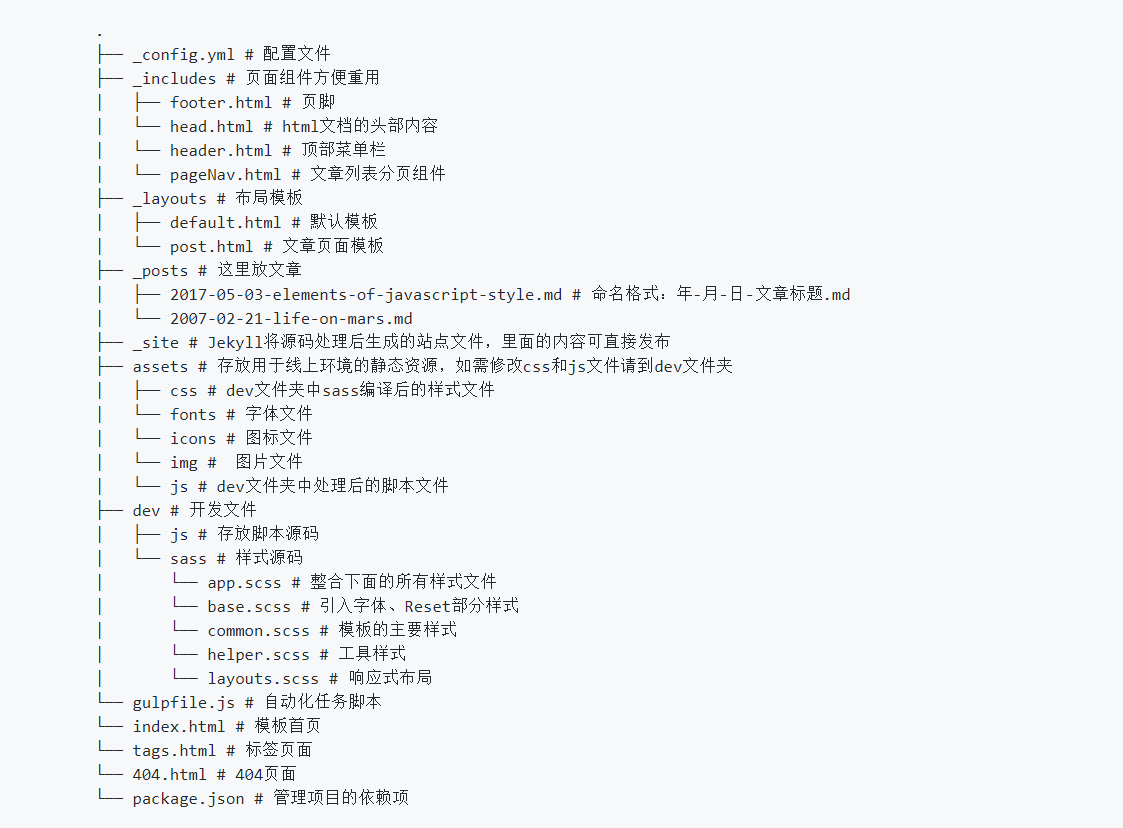 .
├── _config.yml # 配置文件
├── _includes # 页面组件方便重用
│   ├── footer.html # 页脚
│   └── head.html # html文档的头部内容
│   └── header.html # 顶部菜单栏
│   └── pageNav.html # 文章列表分页组件
├── _layouts # 布局模板
│   ├── default.html # 默认模板
│   └── post.html # 文章页面模板
├── _posts # 这里放文章
│   ├── 2017-05-03-elements-of-javascript-style.md # 命名格式：年-月-日-文章标题.md
│   └── 2007-02-21-life-on-mars.md
├── _site # Jekyll将源码处理后生成的站点文件，里面的内容可直接发布
├── assets # 存放用于线上环境的静态资源，如需修改css和js文件请到dev文件夹
│   ├── css # dev文件夹中sass编译后的样式文件
│   └── fonts # 字体文件
│   └── icons # 图标文件
│   └── img #  图片文件
│   └── js # dev文件夹中处理后的脚本文件
├── dev # 开发文件
│   ├── js # 存放脚本源码
│   └── sass # 样式源码
│       └── app.scss # 整合下面的所有样式文件
│       └── base.scss # 引入字体、Reset部分样式
│       └── common.scss # 模板的主要样式
│       └── helper.scss # 工具样式
│       └── layouts.scss # 响应式布局
└── gulpfile.js # 自动化任务脚本
└── index.html # 模板首页
└── tags.html # 标签页面
└── 404.html # 404页面
└── package.json # 管理项目的依赖项